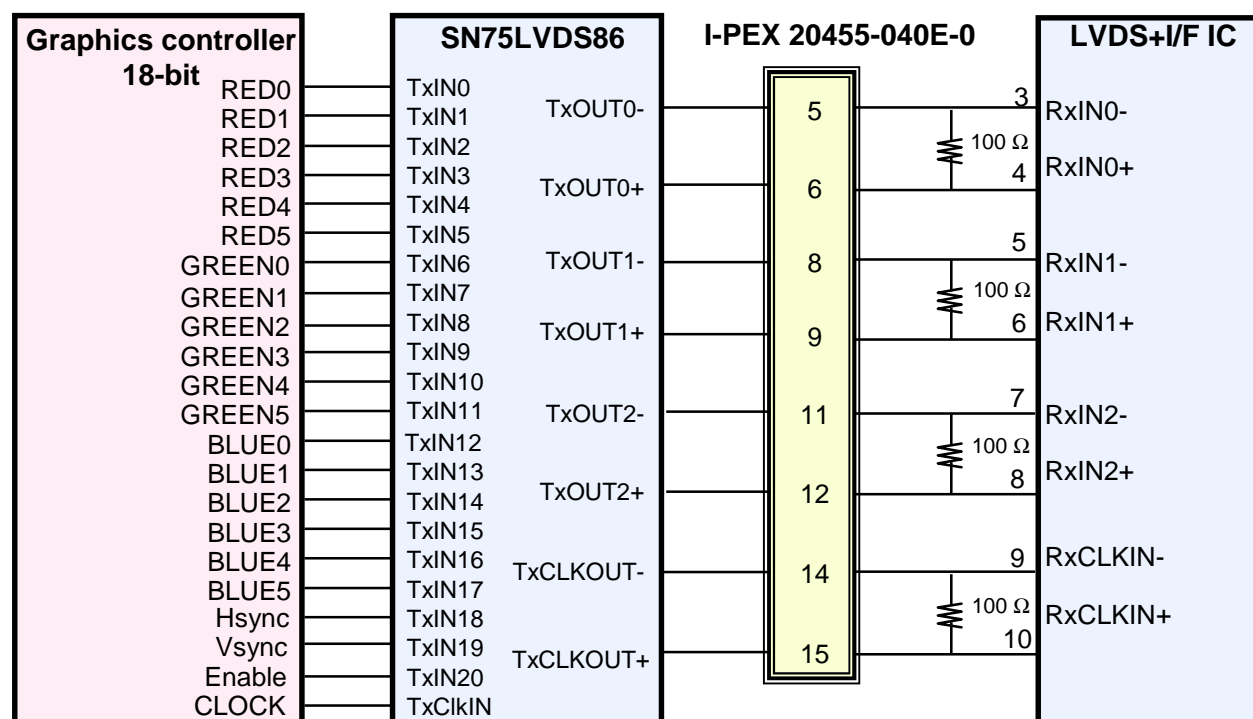 Graphics controller
18-bit
RED0
RED1
RED2
RED3
RED4
RED5
GREEN0
GREEN1
GREEN2
GREEN3
GREEN4
GREEN5
BLUE0
BLUE1
BLUE2
BLUE3
BLUE4
BLUE5
Hsync
Vsync
Enable
CLOCK
SN75LVDS86
TxIN0
TxIN1
TxIN2
TxIN3
TxIN4
TxIN5
TxIN6
TxIN7
TxIN8
TxIN9
TxIN10
TxIN11
TxIN12
TxIN13
TxIN14
TxIN15
TxIN16
TxIN17
TxIN18
TxIN19
TxIN20
TxClkIN
TxOUT0-
TxOUT0+
TxOUT1-
TxOUT1+
TxOUT2-
TxOUT2+
TxCLKOUT-
TxCLKOUT+
I-PEX 20455-040E-0
5
6
8
9
11
12
14
15
3
100 Ω
4
5
100 Ω
6
7
100 Ω
8
9
100 Ω
10
LVDS+I/F IC
RxIN0-
RxIN0+
RxIN1-
RxIN1+
RxIN2-
RxIN2+
RxCLKIN-
RxCLKIN+